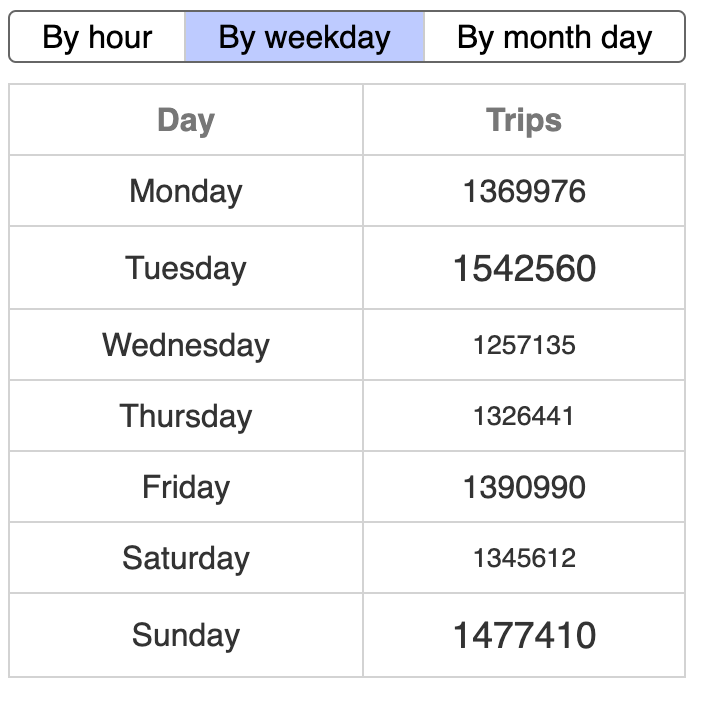 By hour By weekday By month day
Day Trips
Monday 1369976
Tuesday 1542560
Wednesday 1257135
Thursday 1326441
Friday 1390990
Saturday 1345612
Sunday 1477410